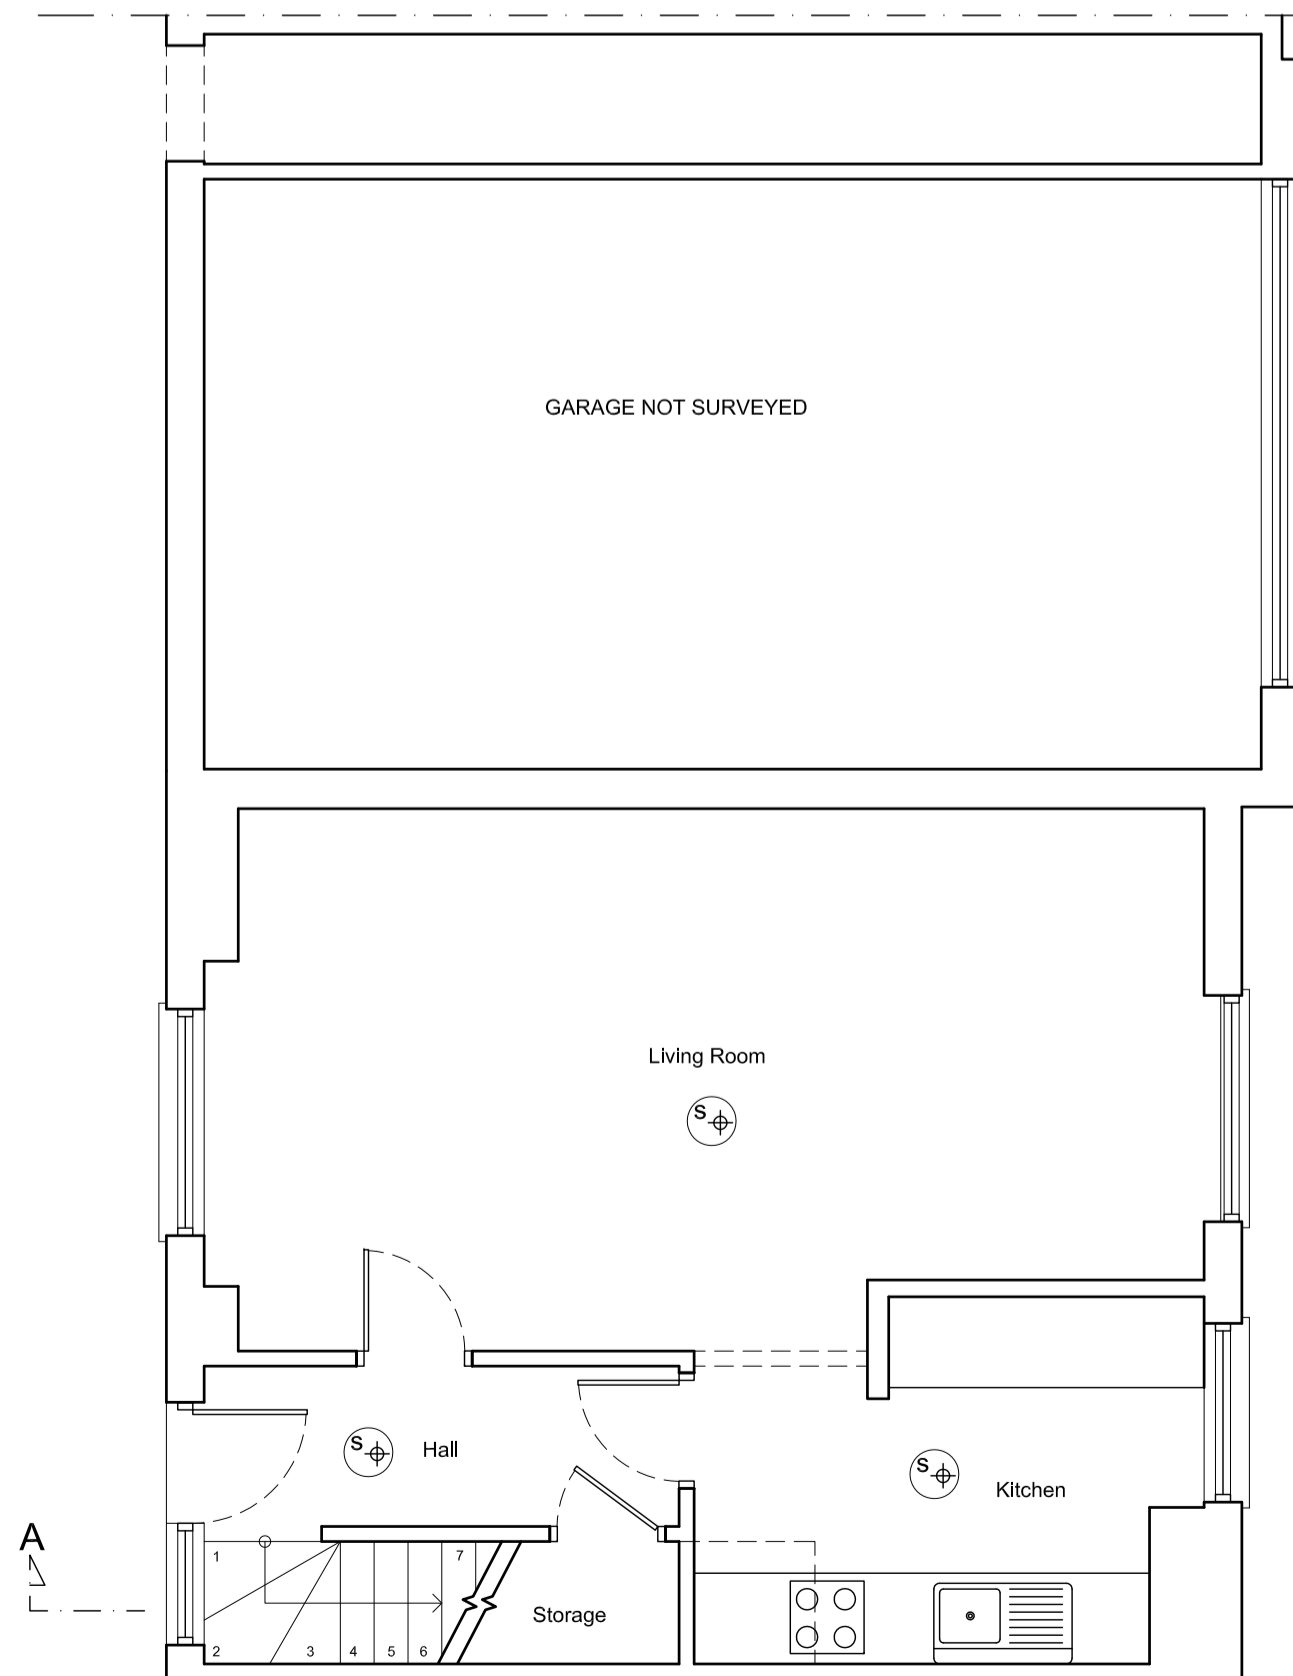 GARAGE NOT SURVEYED
Living Room
S
S
Hall
S
Kitchen
A
1
7
2
3
4
5
6
Storage